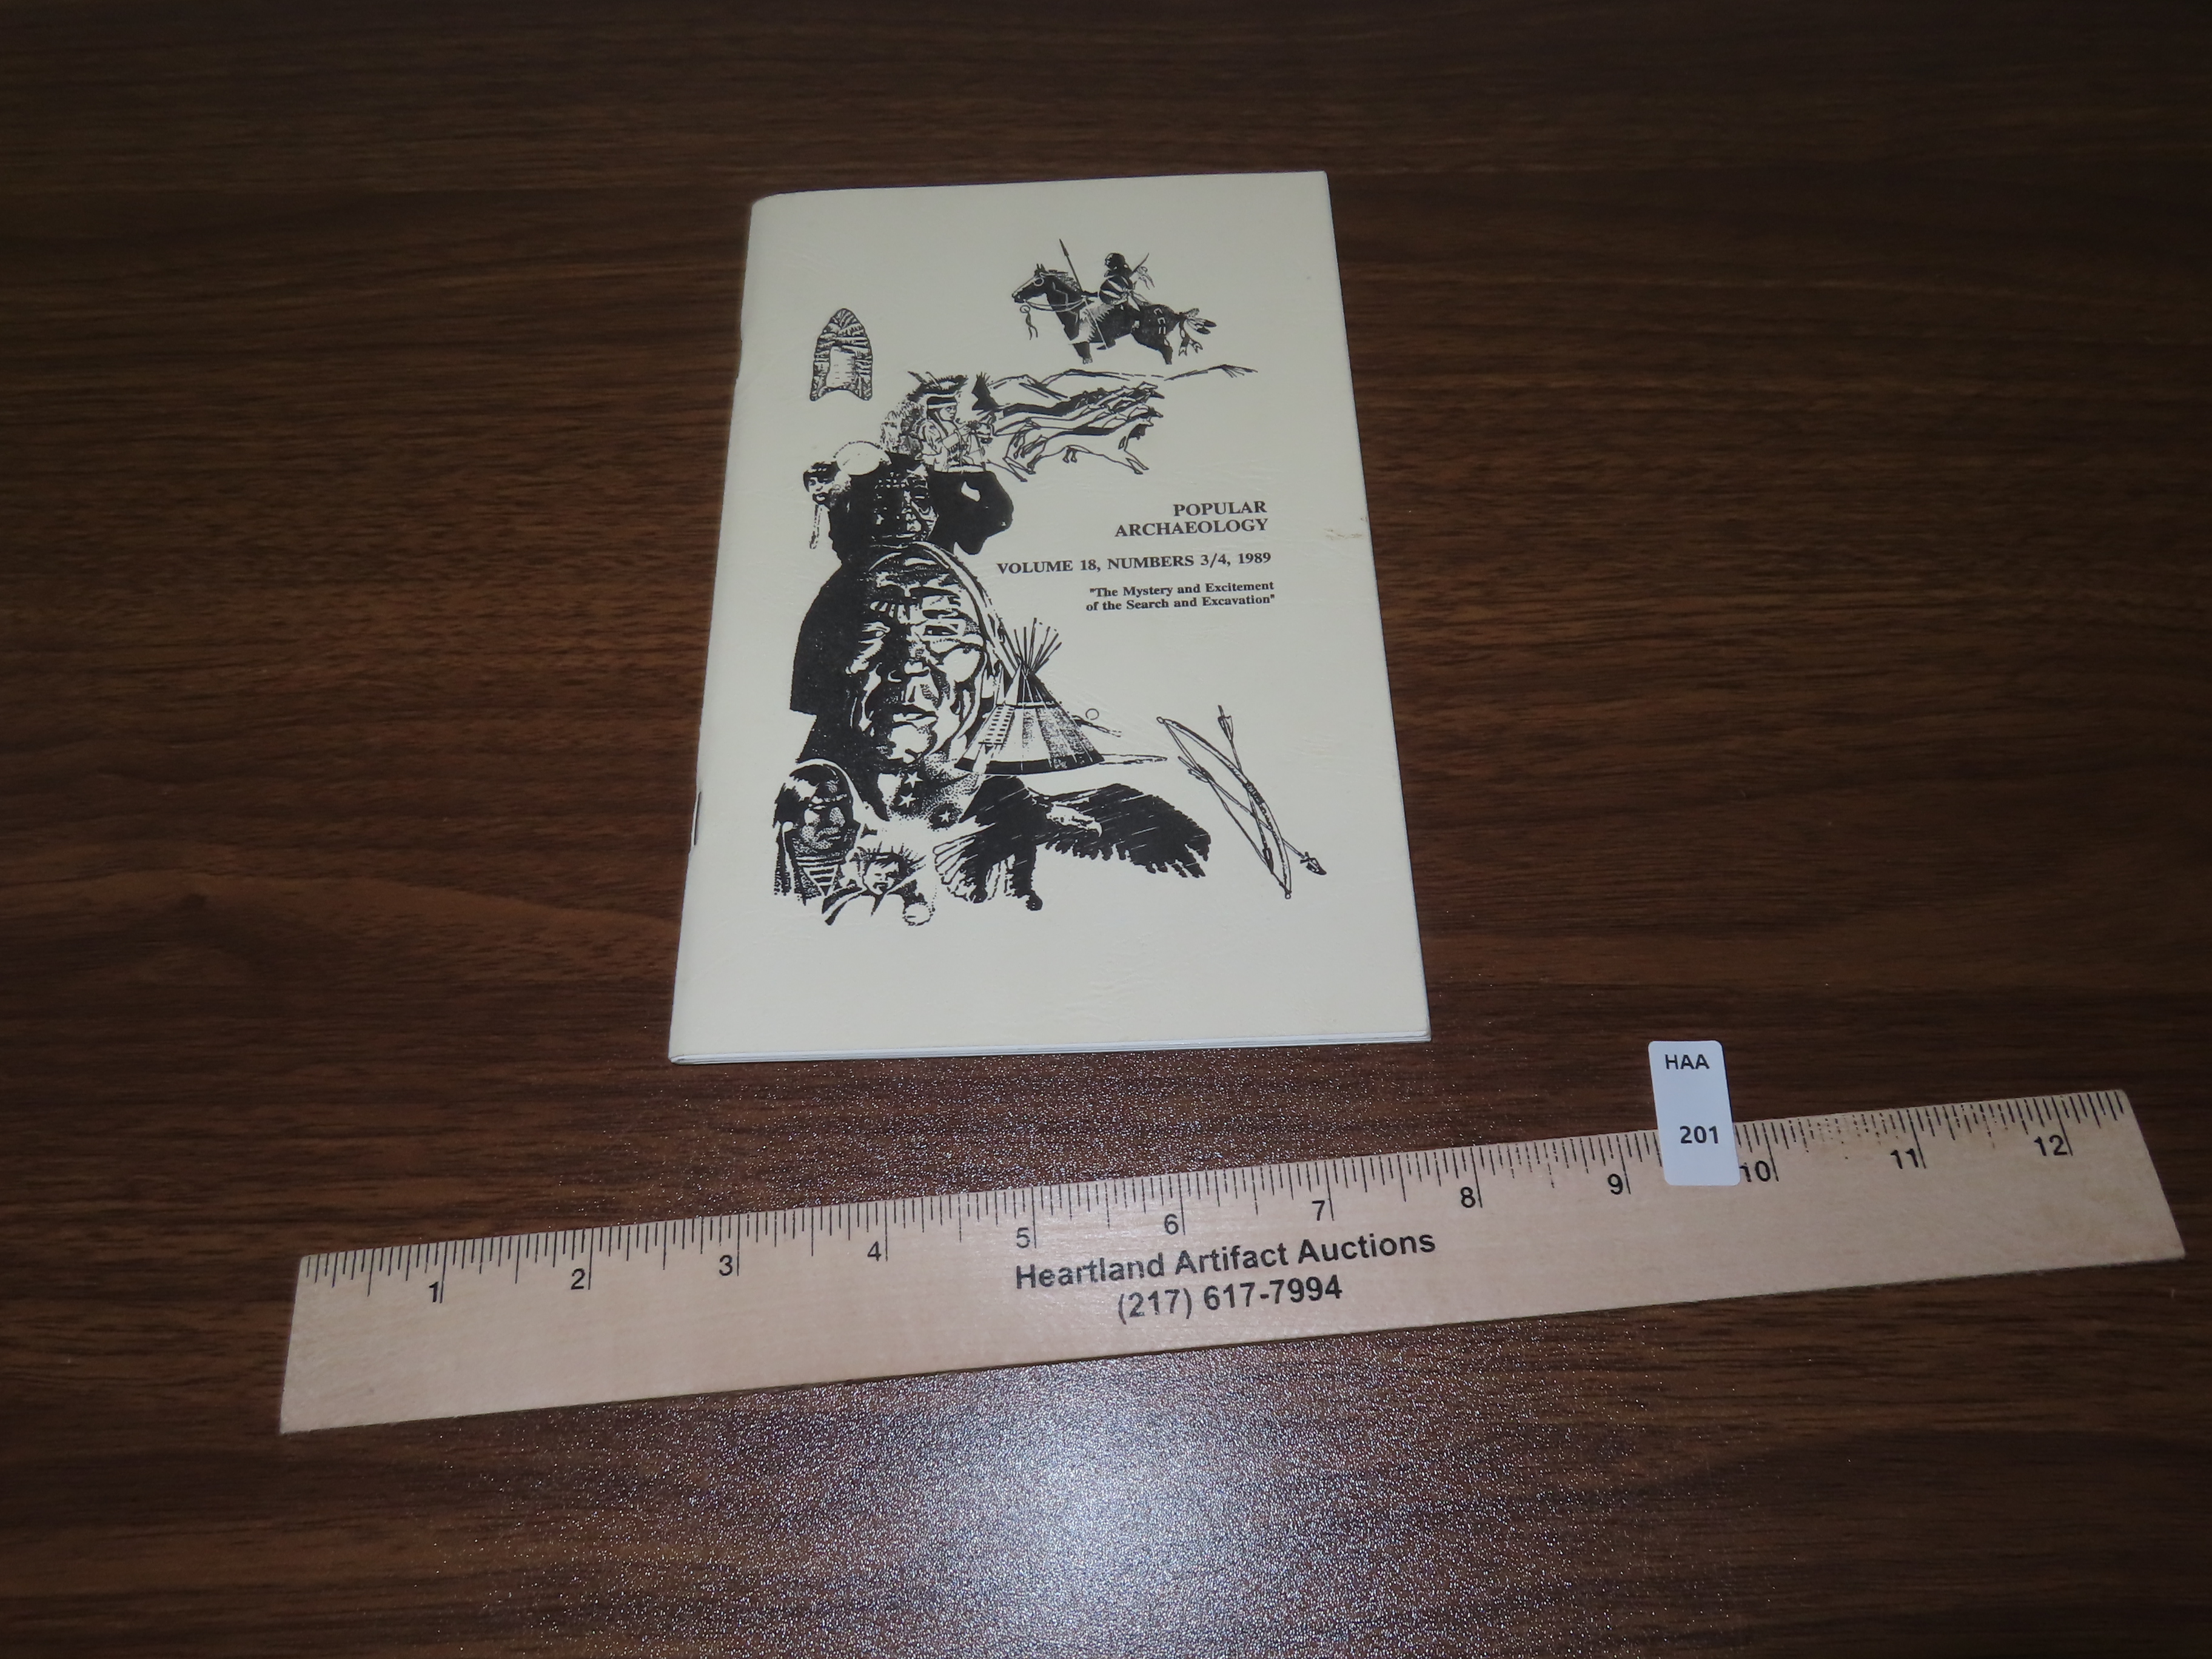 POPULAR
ARCHAEOLOGY
VOLUME 18, NUMBERS 3/4, 1989
"The Mystery and Excitement
of the Search and Excavation"
HAA
201
1 2 3 4 5 6 7 8 9 10 11 12
Heartland Artifact Auctions
(217) 617-7994